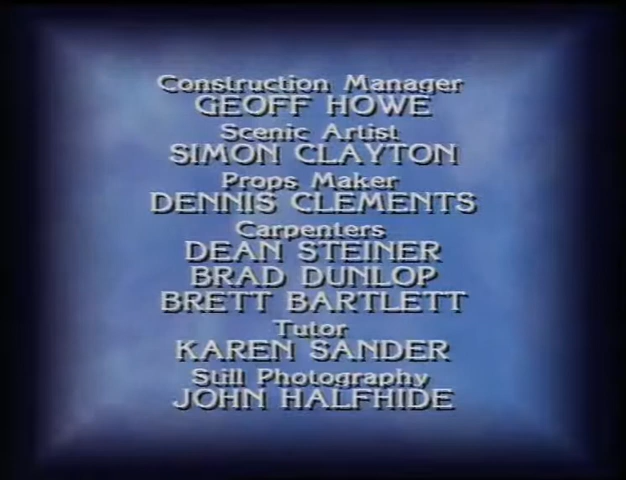 Construction Manager
GEOFF HOWE
Scenic Artist
SIMON CLAYTON
Props Maker
DENNIS CLEMENTS
Carpenters
DEAN STEINER
BRAD DUNLOP
BRETT BARTLETT
Tutor
KAREN SANDER
Still Photography
JOHN HALFHIDE